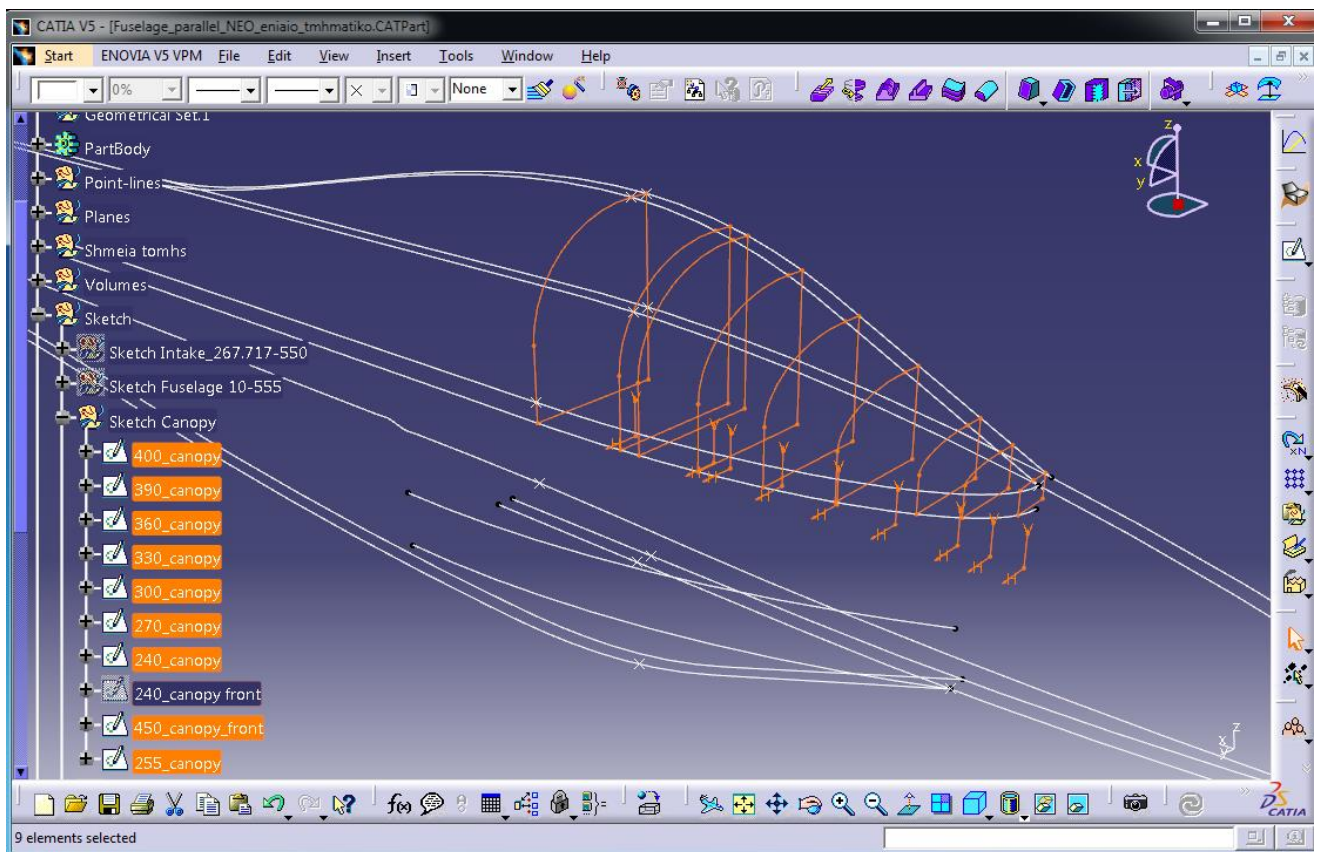 CATIA V5 - [Fuselage_parallel_NEO_eniaio_tmhmatiko.CATPart]
Start ENOVIA V5 VPM File Edit View Insert Tools Window Help
0% None
Geometrical Set.1
PartBody
Point-lines
Planes
Shmeia tomhs
Volumes
Sketch
Sketch Intake_267.717-550
Sketch Fuselage 10-555
Sketch Canopy
400_canopy
390_canopy
360_canopy
330_canopy
300_canopy
270_canopy
240_canopy
240_canopy front
450_canopy_front
255_canopy
z
x
y
z
x
y
f(x)
CATIA
9 elements selected